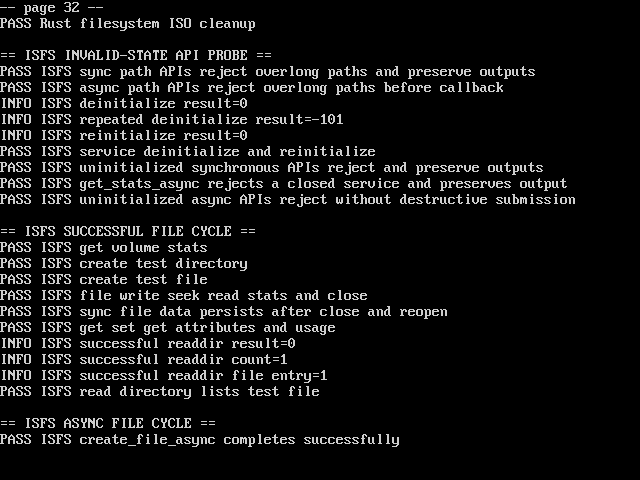 -- page 32 --
PASS Rust filesystem ISO cleanup
== ISFS INVALID-STATE API PROBE ==
PASS ISFS sync path APIs reject overlong paths and preserve outputs
PASS ISFS async path APIs reject overlong paths before callback
INFO ISFS deinitialize result=0
INFO ISFS repeated deinitialize result=-101
INFO ISFS reinitialize result=0
PASS ISFS service deinitialize and reinitialize
PASS ISFS uninitialized synchronous APIs reject and preserve outputs
PASS ISFS get_stats_async rejects a closed service and preserves output
PASS ISFS uninitialized async APIs reject without destructive submission
== ISFS SUCCESSFUL FILE CYCLE ==
PASS ISFS get volume stats
PASS ISFS create test directory
PASS ISFS create test file
PASS ISFS file write seek read stats and close
PASS ISFS sync file data persists after close and reopen
PASS ISFS get set get attributes and usage
INFO ISFS successful readdir result=0
INFO ISFS successful readdir count=1
INFO ISFS successful readdir file entry=1
PASS ISFS read directory lists test file
== ISFS ASYNC FILE CYCLE ==
PASS ISFS create_file_async completes successfully